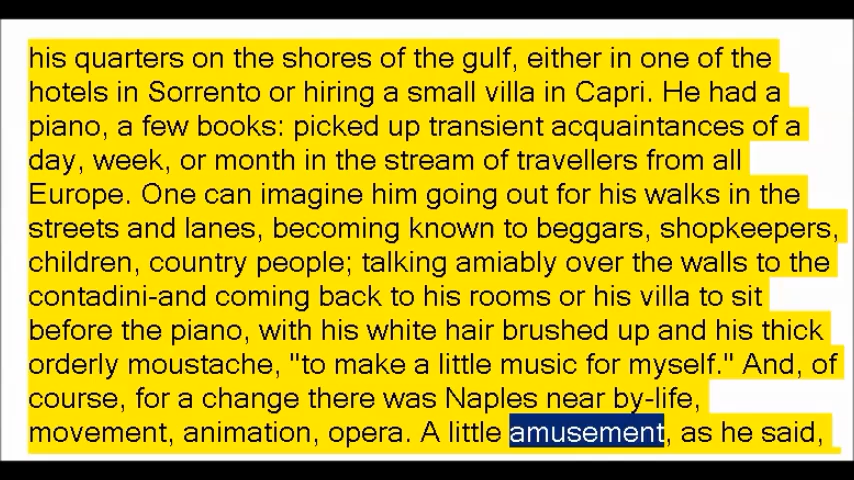 his quarters on the shores of the gulf, either in one of the
hotels in Sorrento or hiring a small villa in Capri. He had a
piano, a few books: picked up transient acquaintances of a
day, week, or month in the stream of travellers from all
Europe. One can imagine him going out for his walks in the
streets and lanes, becoming known to beggars, shopkeepers,
children, country people; talking amiably over the walls to the
contadini-and coming back to his rooms or his villa to sit
before the piano, with his white hair brushed up and his thick
orderly moustache, "to make a little music for myself." And, of
course, for a change there was Naples near by-life,
movement, animation, opera. A little amusement, as he said,